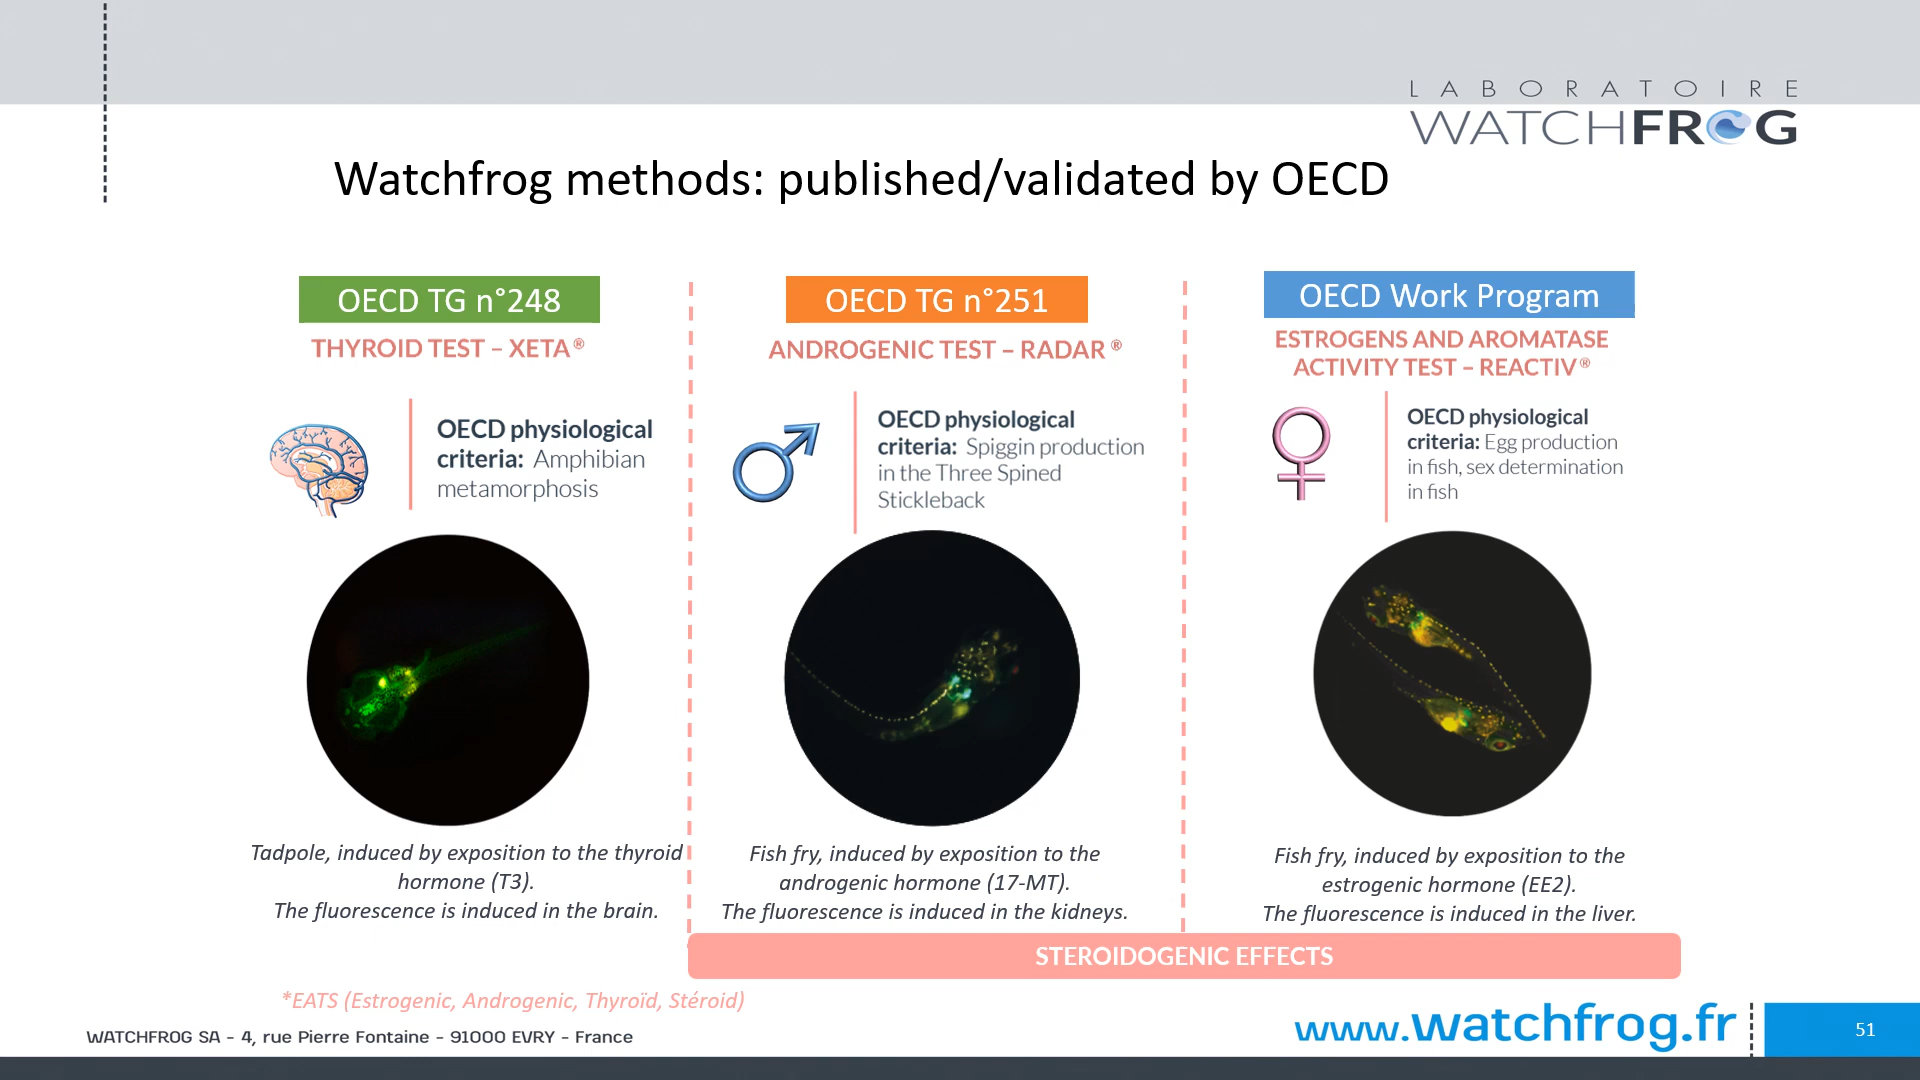 LABORATOIRE
WATCHFROG
Watchfrog methods: published/validated by OECD
OECD TG n°248
THYROID TEST – XETA®
OECD physiological
criteria: Amphibian
metamorphosis
Tadpole, induced by exposition to the thyroid
hormone (T3).
The fluorescence is induced in the brain.
OECD TG n°251
ANDROGENIC TEST – RADAR ®
OECD physiological
criteria: Spiggin production
in the Three Spined
Stickleback
Fish fry, induced by exposition to the
androgenic hormone (17-MT).
The fluorescence is induced in the kidneys.
OECD Work Program
ESTROGENS AND AROMATASE
ACTIVITY TEST – REACTIV®
OECD physiological
criteria: Egg production
in fish, sex determination
in fish
Fish fry, induced by exposition to the
estrogenic hormone (EE2).
The fluorescence is induced in the liver.
STEROIDOGENIC EFFECTS
*EATS (Estrogenic, Androgenic, Thyroïd, Stéroid)
WATCHFROG SA - 4, rue Pierre Fontaine - 91000 EVRY - France
www.watchfrog.fr
51